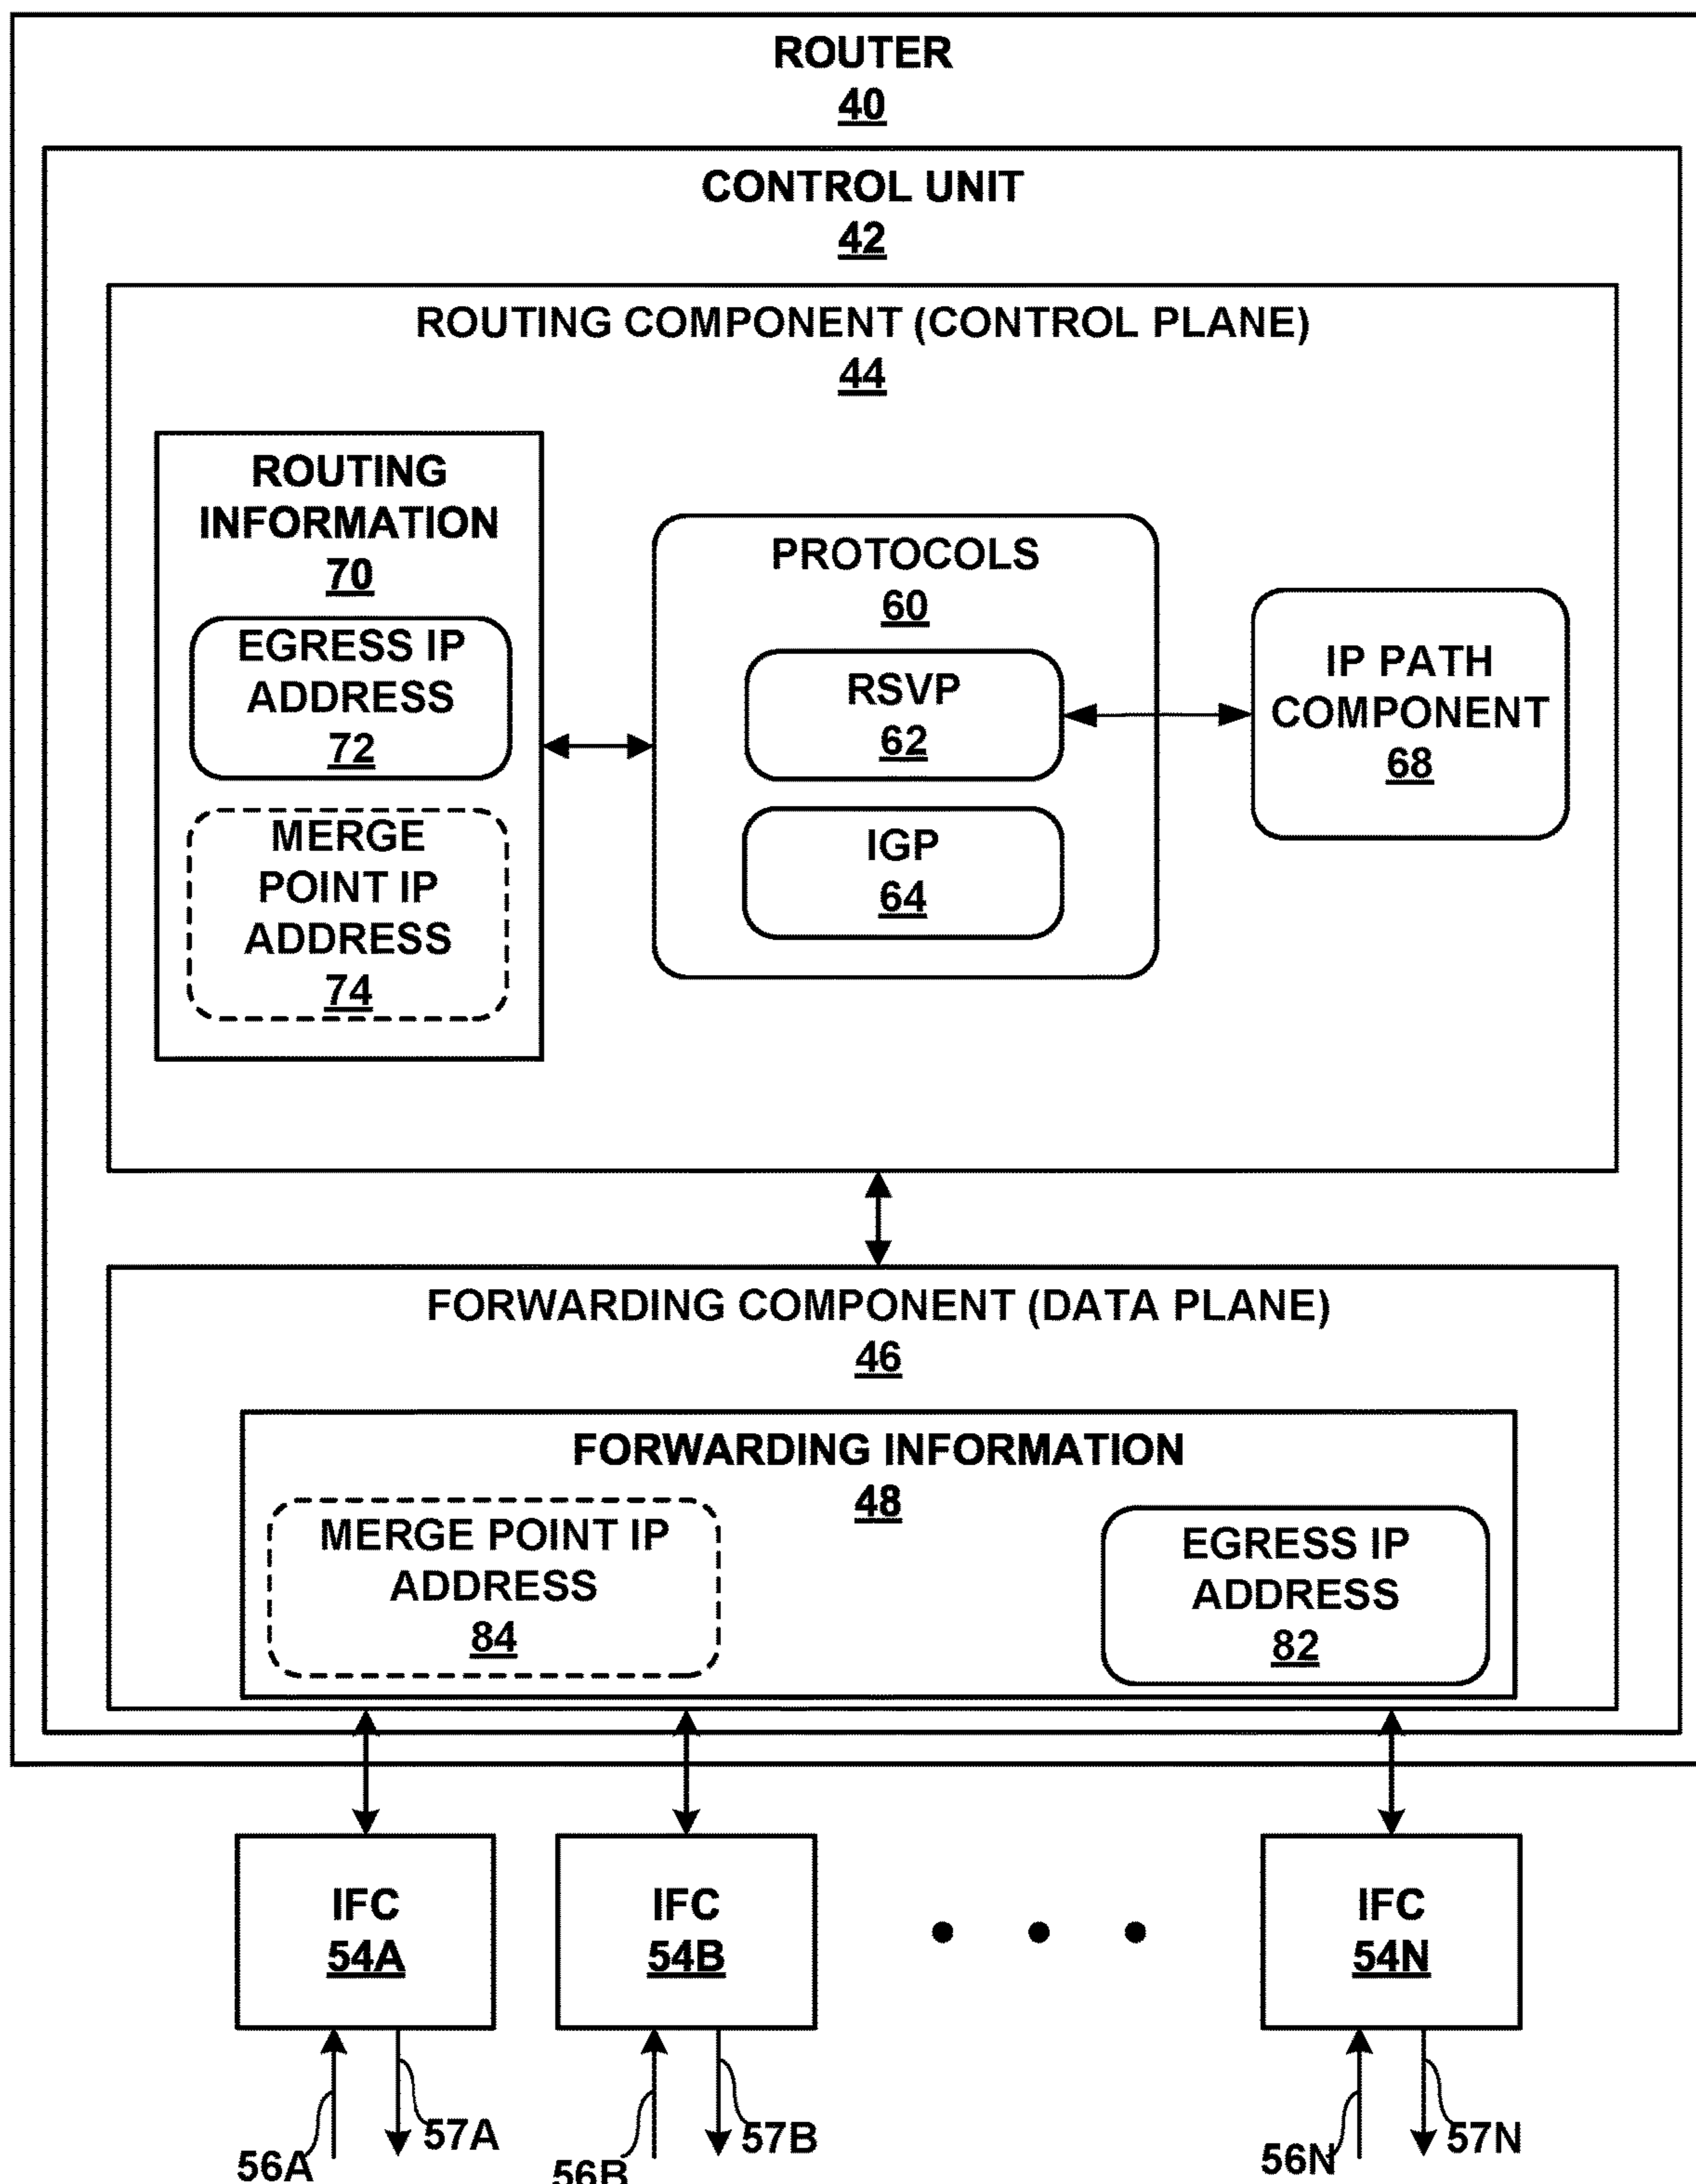 ROUTER
40
CONTROL UNIT
42
ROUTING COMPONENT (CONTROL PLANE)
44
ROUTING
INFORMATION
70
EGRESS IP
ADDRESS
72
MERGE
POINT IP
ADDRESS
74
PROTOCOLS
60
RSVP
62
IGP
64
IP PATH
COMPONENT
68
FORWARDING COMPONENT (DATA PLANE)
46
FORWARDING INFORMATION
48
MERGE POINT IP
ADDRESS
84
EGRESS IP
ADDRESS
82
IFC
54A
IFC
54B
IFC
54N
56A
57A
56B
57B
56N
57N